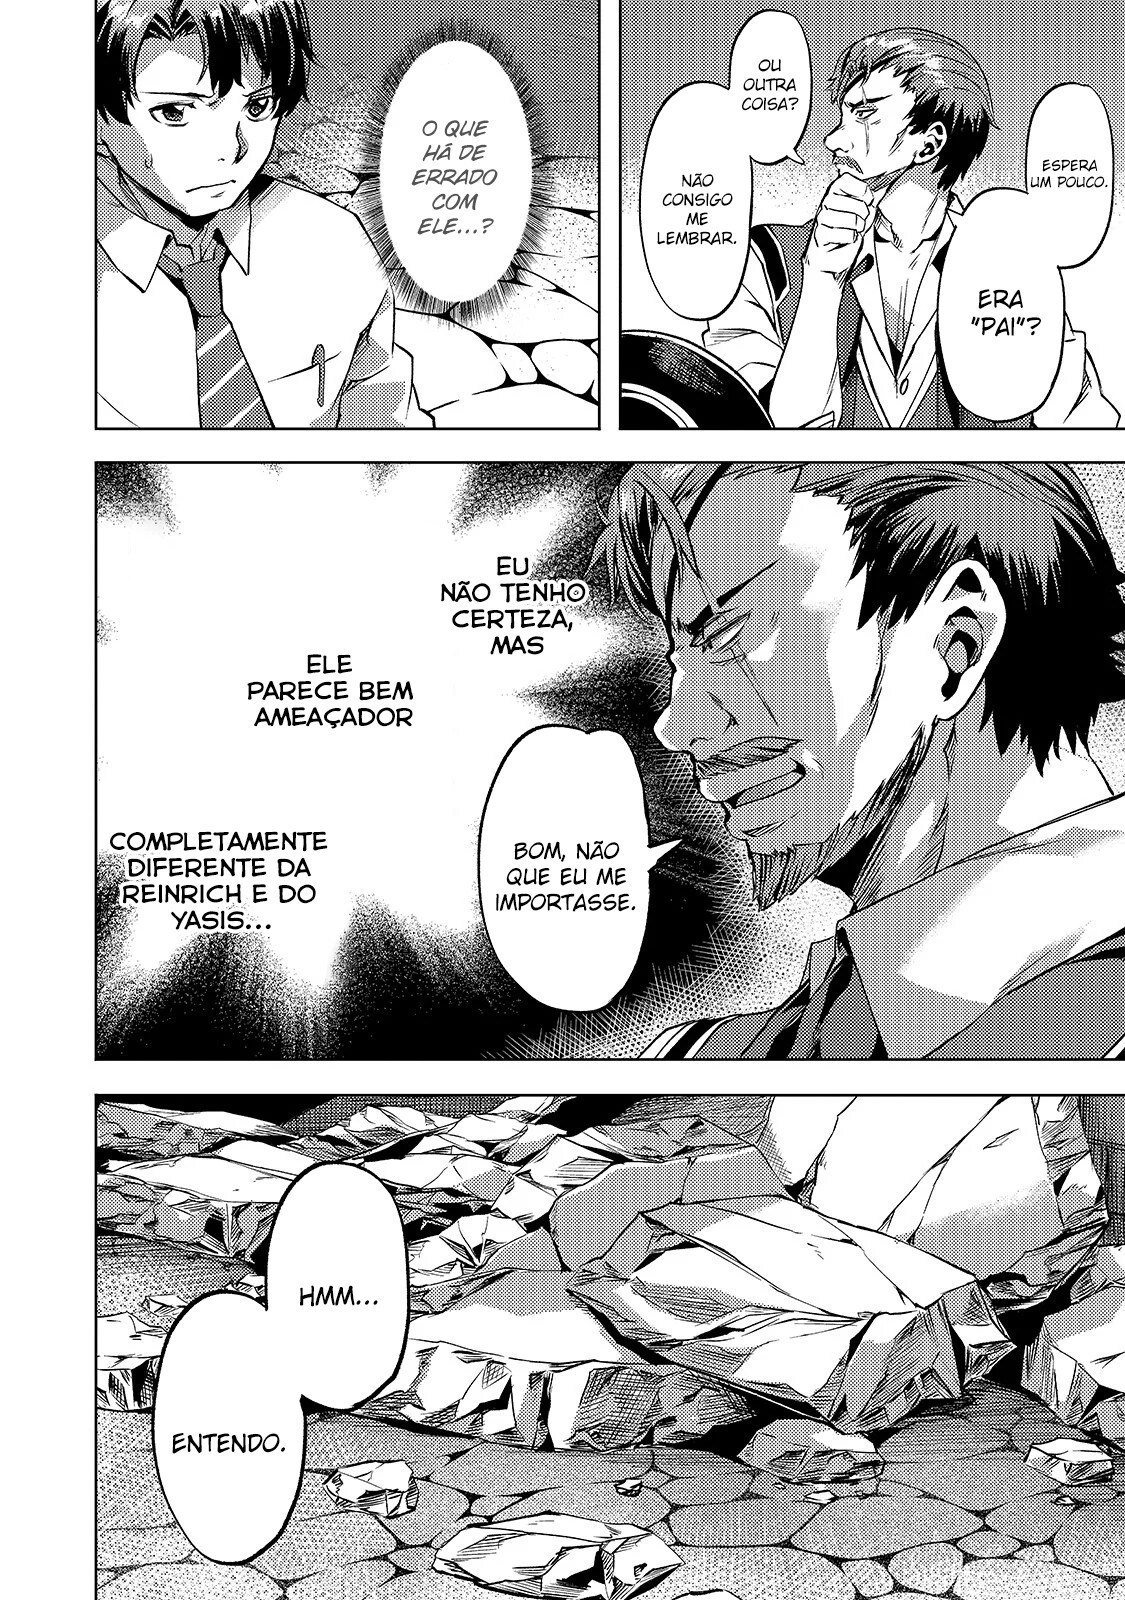 ESPERA
UM POUCO.
ERA
"PAI"?
OU
OUTRA
COISA?
NÃO
CONSIGO
ME
LEMBRAR.
O QUE
HÁ DE
ERRADO
COM
ELE...?
EU
NÃO TENHO
CERTEZA,
MAS
ELE
PARECE BEM
AMEAÇADOR
BOM, NÃO
QUE EU ME
IMPORTASSE.
COMPLETAMENTE
DIFERENTE DA
REINRICH E DO
YASIS...
HMM...
ENTENDO.